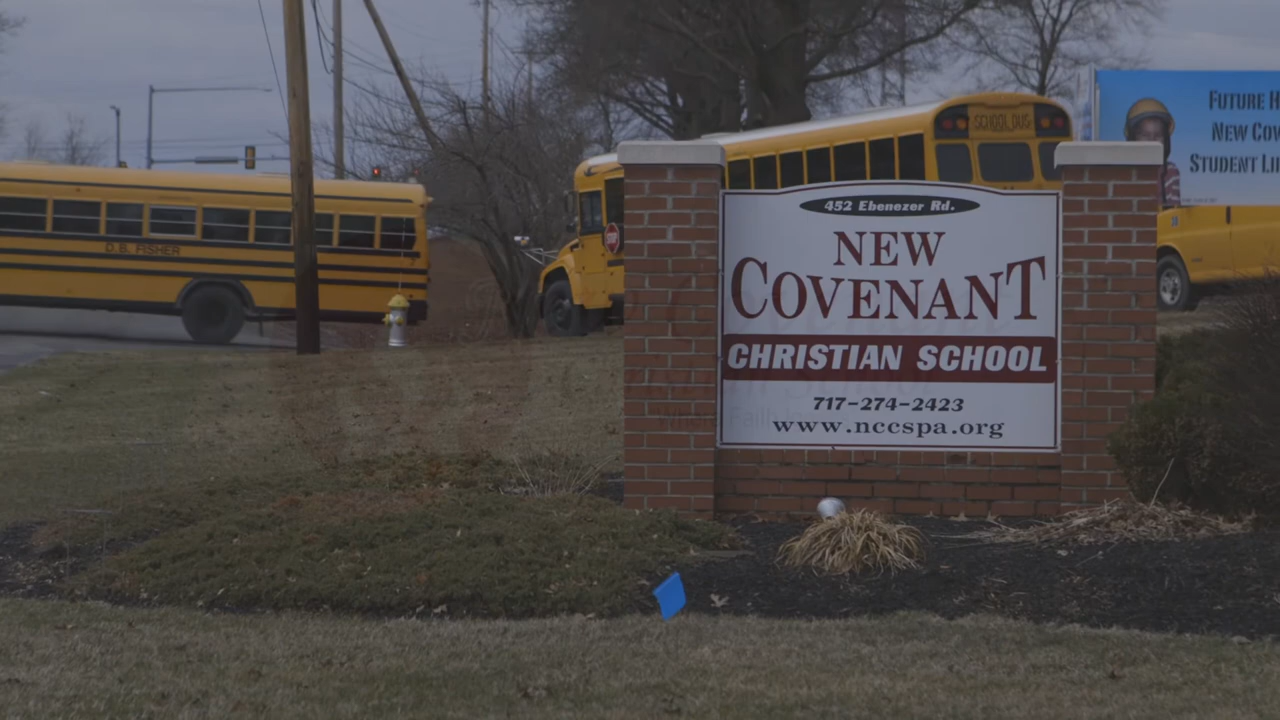 SCHOOL BUS
FUTURE H
NEW COV
STUDENT LI
D.B. FISHER
452 Ebenezer Rd.
NEW
COVENANT
CHRISTIAN SCHOOL
717-274-2423
www.nccspa.org